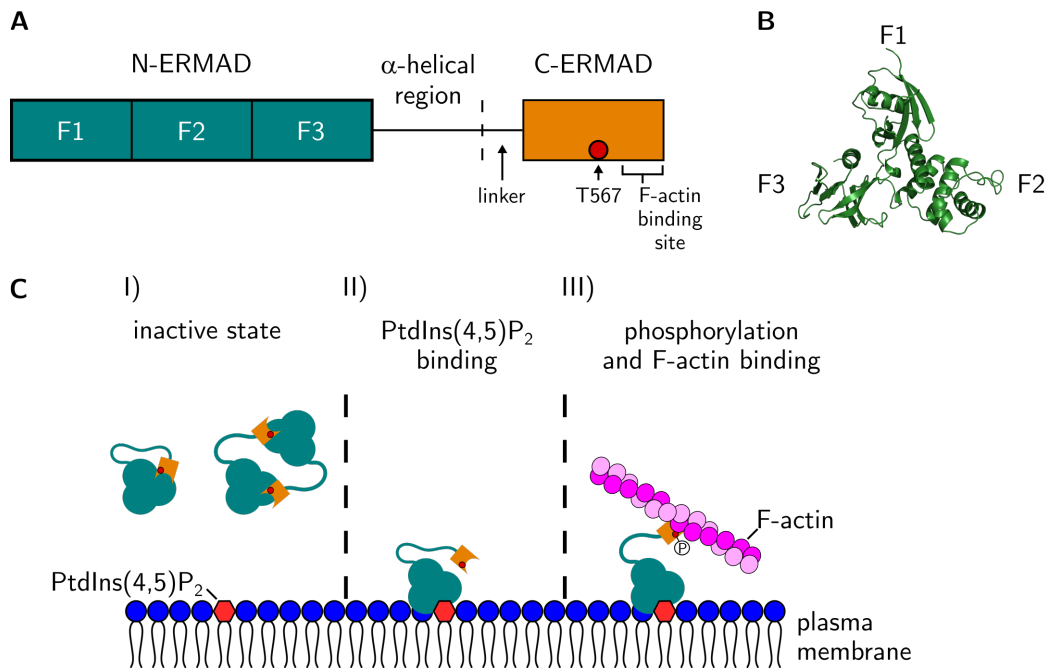 A
N-ERMAD
α-helical
region
C-ERMAD
F1
F2
F3
linker
T567
F-actin
binding
site
B
F1
F3
F2
C
I)
inactive state
II)
PtdIns(4,5)P₂
binding
III)
phosphorylation
and F-actin binding
F-actin
P
PtdIns(4,5)P₂
plasma
membrane